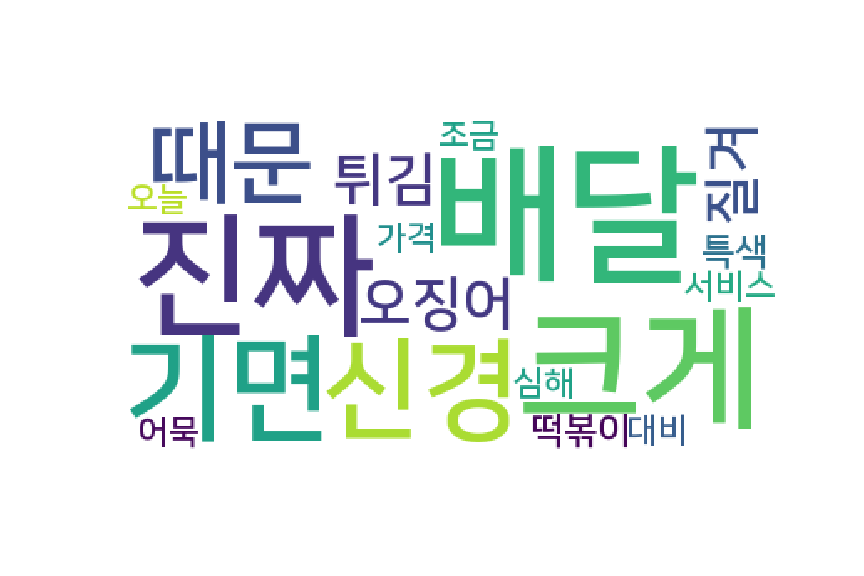 조금
때문
튀김
배달
질겨
오늘
진짜
가격
특색
서비스
오징어
크게
기면
신경
심해
어묵
떡볶이
대비